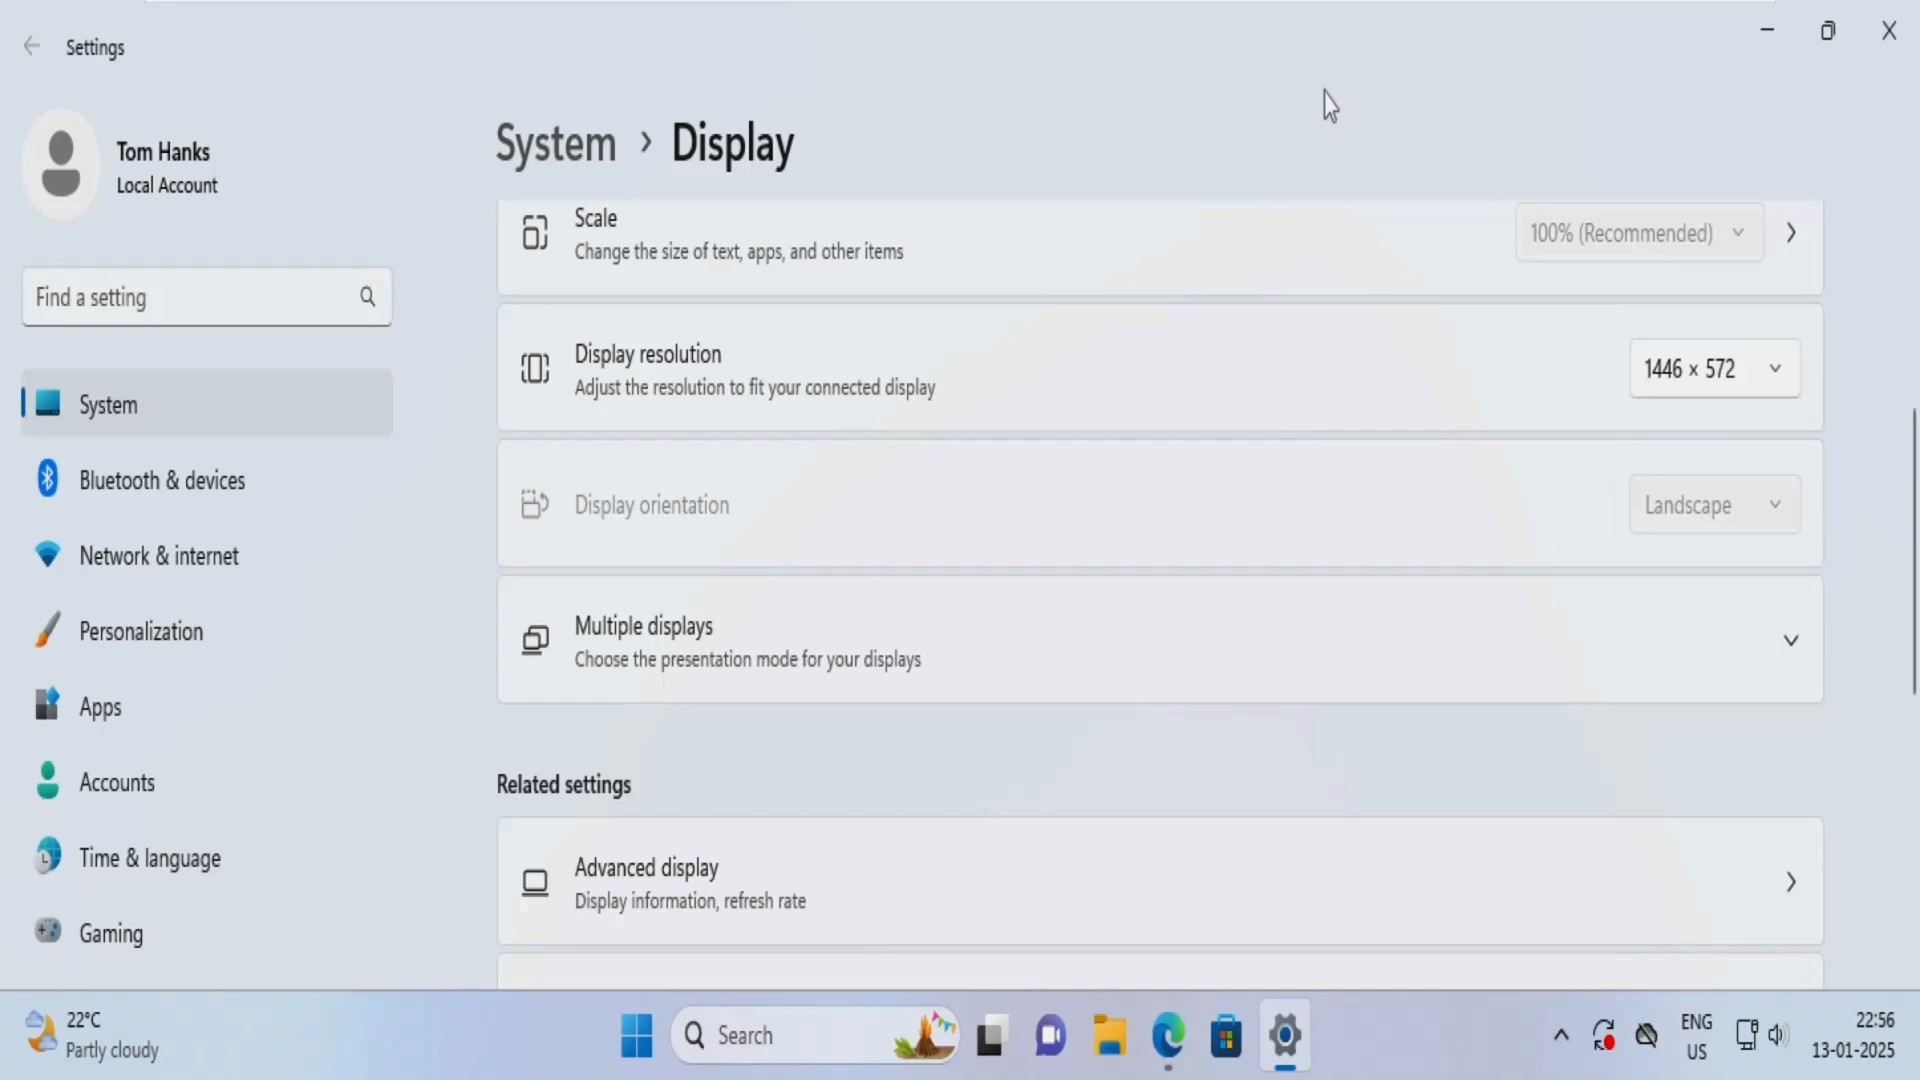 Settings
Tom Hanks
Local Account
Find a setting
System
Bluetooth & devices
Network & internet
Personalization
Apps
Accounts
Time & language
Gaming
System › Display
Scale
Change the size of text, apps, and other items
100% (Recommended)
Display resolution
Adjust the resolution to fit your connected display
1446 × 572
Display orientation
Landscape
Multiple displays
Choose the presentation mode for your displays
Related settings
Advanced display
Display information, refresh rate
22°C
Partly cloudy
Search
ENG
US
22:56
13-01-2025